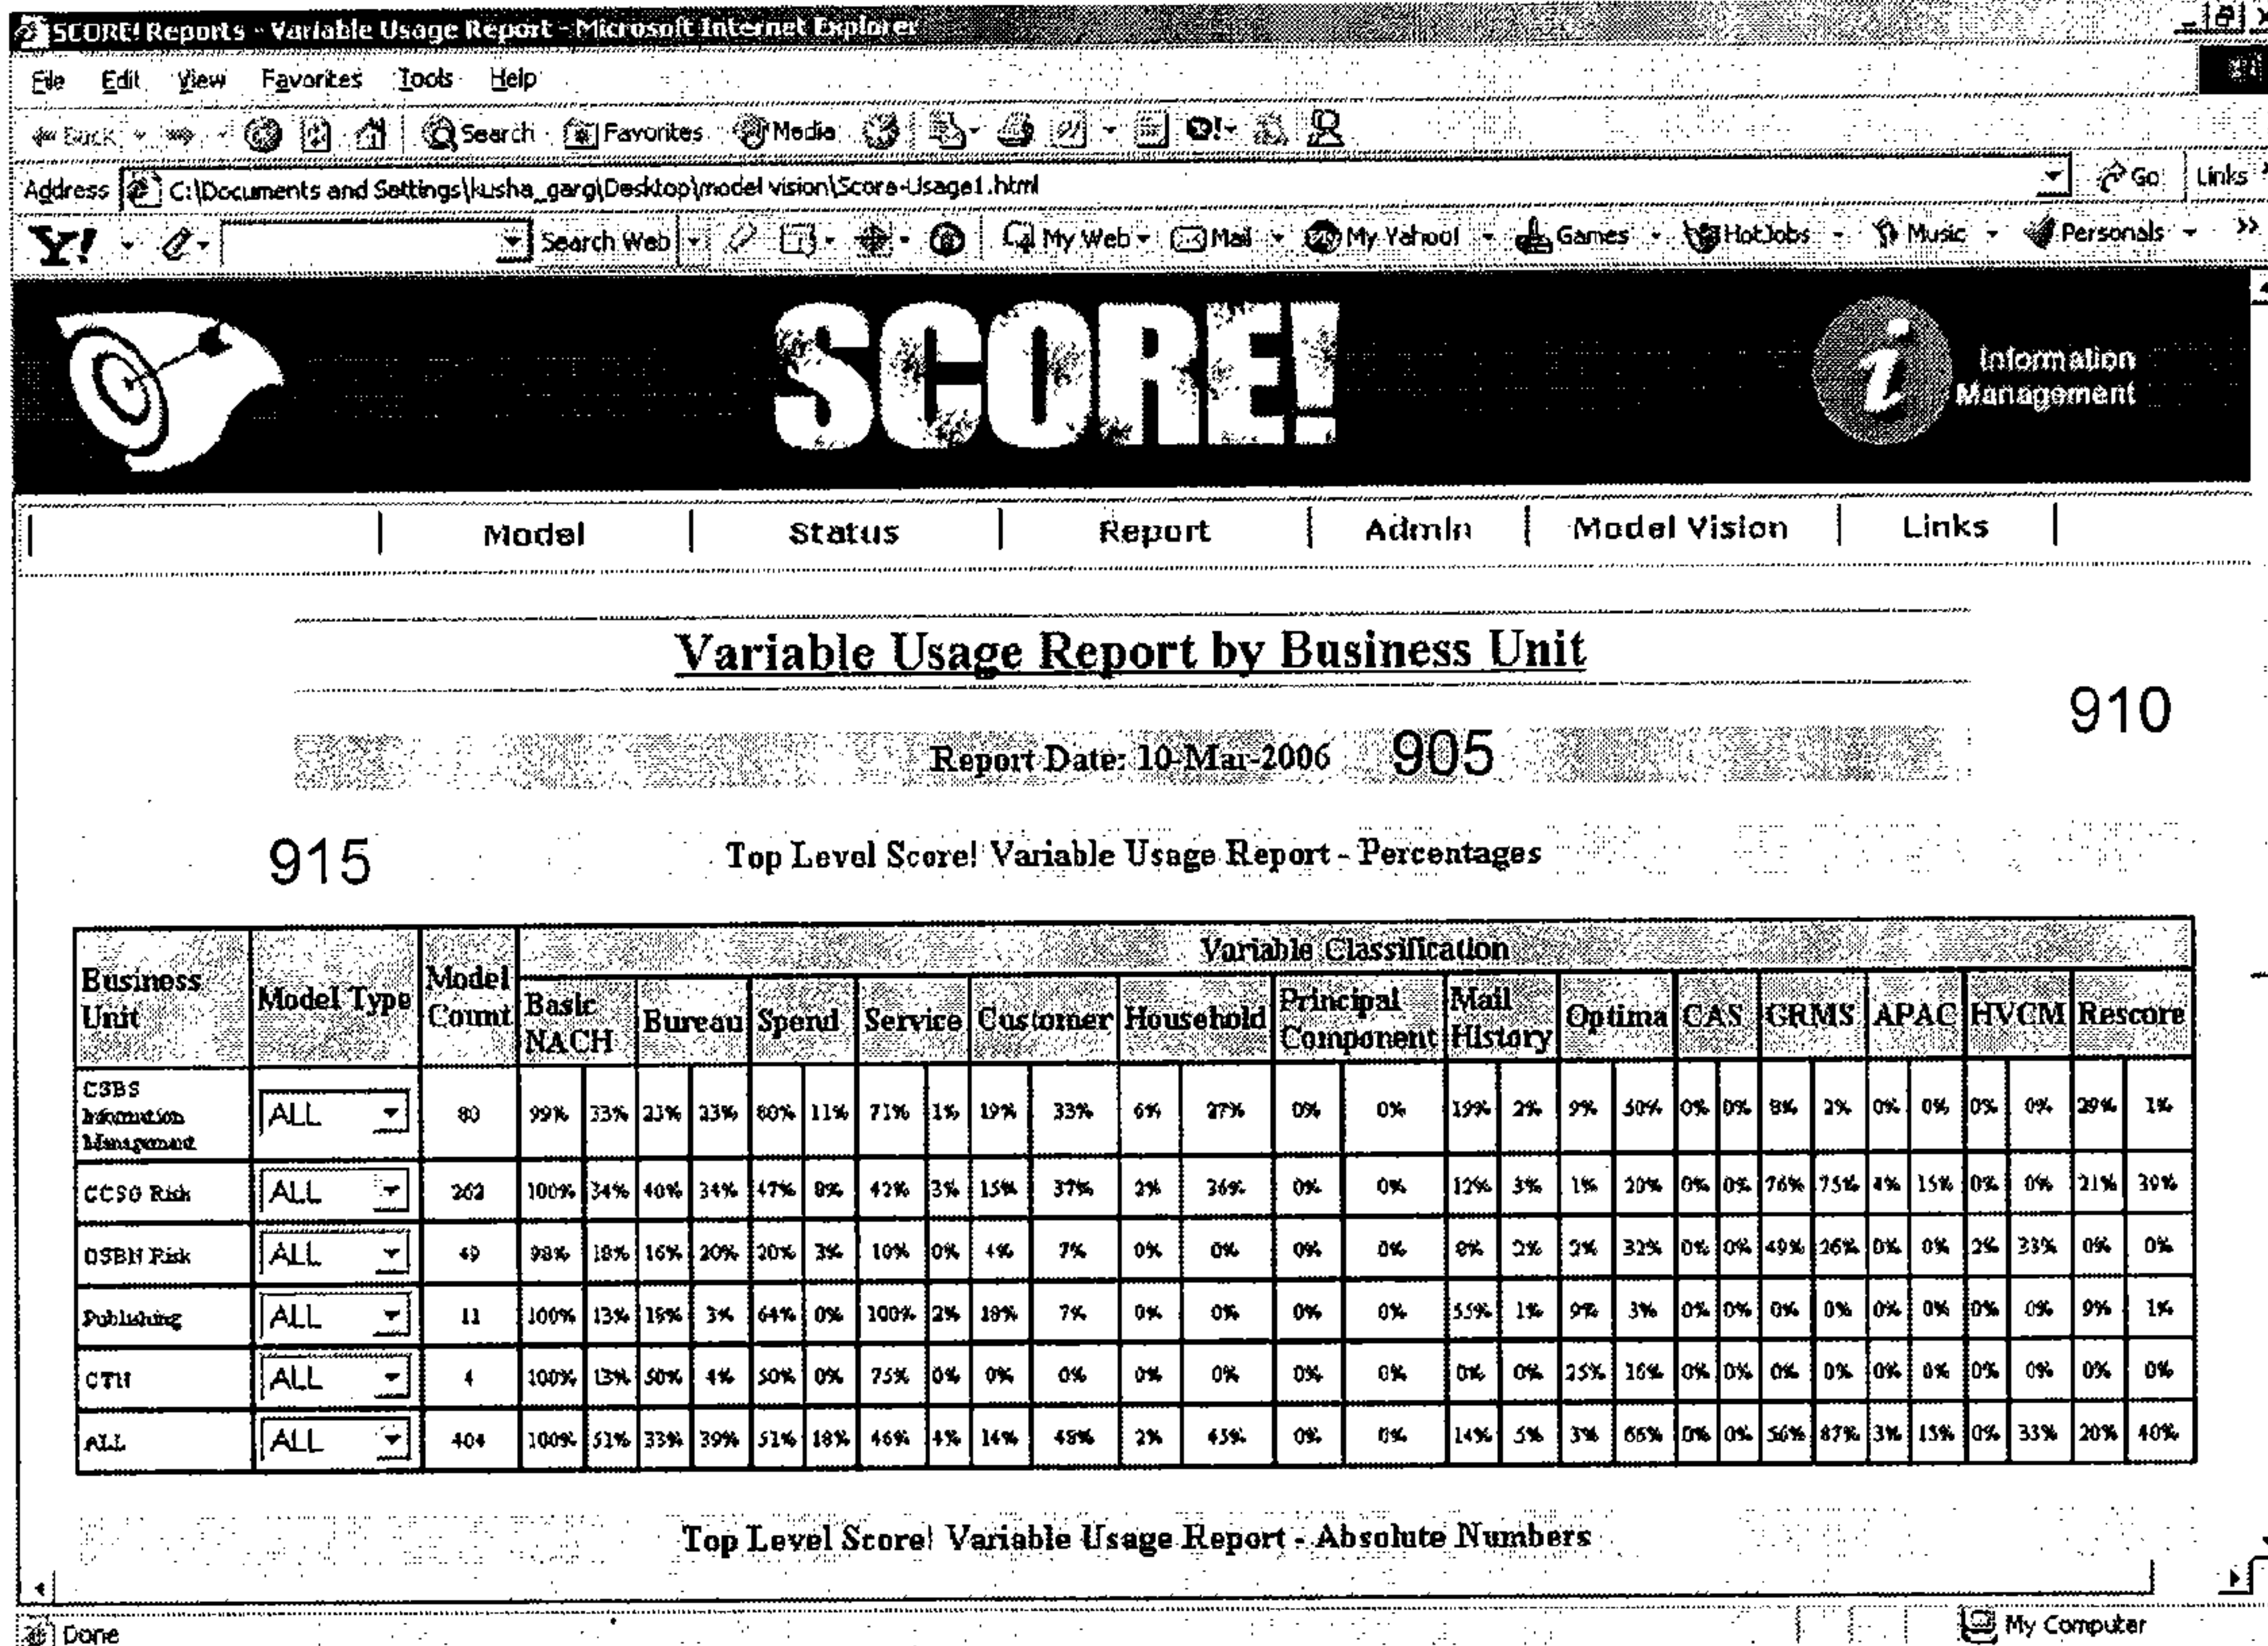 SCORE! Reports - Variable Usage Report - Microsoft Internet Explorer
File Edit View Favorites Tools Help
Back Search Favorites Media
Address C:\Documents and Settings\kusha_garg\Desktop\model vision\Score-Usage1.html Go Links
Y! Search Web My Web Mail My Yahoo! Games HotJobs Music Personals »
SCORE!
i Information
Management
Model Status Report Admin Model Vision Links
Variable Usage Report by Business Unit
910
Report Date: 10-Mar-2006 905
915 Top Level Score! Variable Usage Report - Percentages
Business Unit Model Type Model Count Variable Classification
Basic NACH Bureau Spend Service Customer Household Principal Component Mail History Optima CAS GRMS APAC HVCM Rescore
CSBS Information Management ALL 80 99% 33% 23% 23% 80% 11% 71% 1% 19% 33% 6% 27% 0% 0% 19% 2% 9% 50% 0% 0% 8% 2% 0% 0% 0% 0% 29% 1%
CCSG Risk ALL 262 100% 34% 40% 34% 47% 8% 42% 3% 15% 37% 2% 36% 0% 0% 12% 3% 1% 20% 0% 0% 76% 75% 4% 15% 0% 0% 21% 39%
OSBN Risk ALL 49 98% 18% 16% 20% 20% 3% 10% 0% 4% 7% 0% 0% 0% 0% 8% 2% 2% 32% 0% 0% 49% 26% 0% 0% 2% 33% 0% 0%
Publishing ALL 11 100% 13% 18% 3% 64% 0% 100% 2% 18% 7% 0% 0% 0% 0% 55% 1% 9% 3% 0% 0% 0% 0% 0% 0% 0% 0% 9% 1%
ALL 4 100% 13% 50% 4% 50% 0% 75% 0% 0% 0% 0% 0% 0% 0% 0% 0% 25% 16% 0% 0% 0% 0% 0% 0% 0% 0% 0% 0%
ALL ALL 404 100% 51% 33% 39% 51% 18% 46% 4% 14% 48% 2% 45% 0% 0% 14% 5% 3% 66% 0% 0% 56% 87% 3% 15% 0% 33% 20% 40%
Top Level Score! Variable Usage Report - Absolute Numbers
Done My Computer